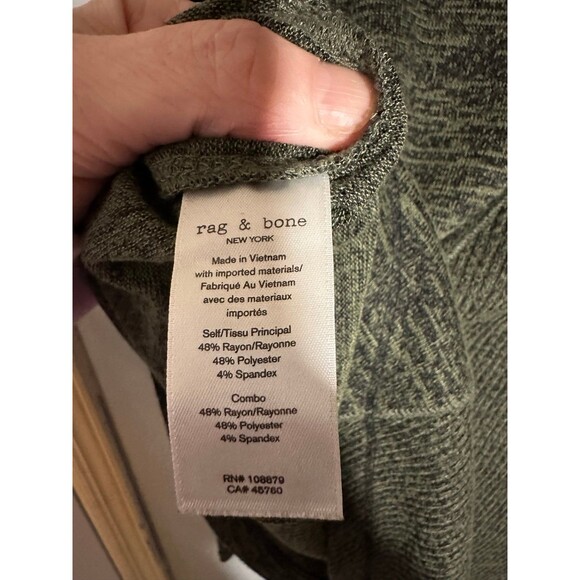 rag & bone
NEW YORK
Made in Vietnam
with imported materials/
Fabriqué Au Vietnam
avec des materiaux
importés
Self/Tissu Principal
48% Rayon/Rayonne
48% Polyester
4% Spandex
Combo
48% Rayon/Rayonne
48% Polyester
4% Spandex
RN# 108879
CA# 45760